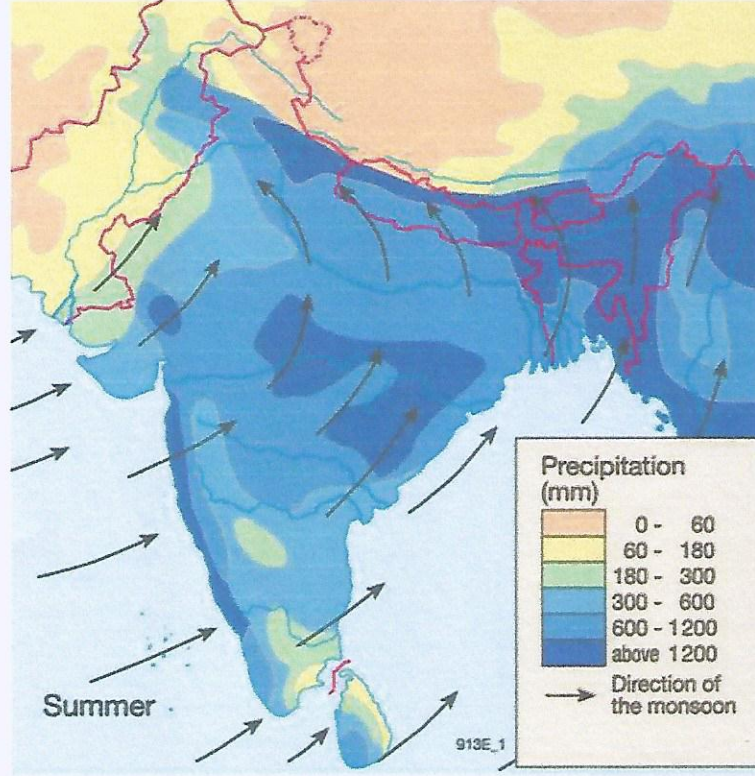 Precipitation
(mm)
0 - 60
60 - 180
180 - 300
300 - 600
600 - 1200
above 1200
Direction of
the monsoon
Summer
913E_1